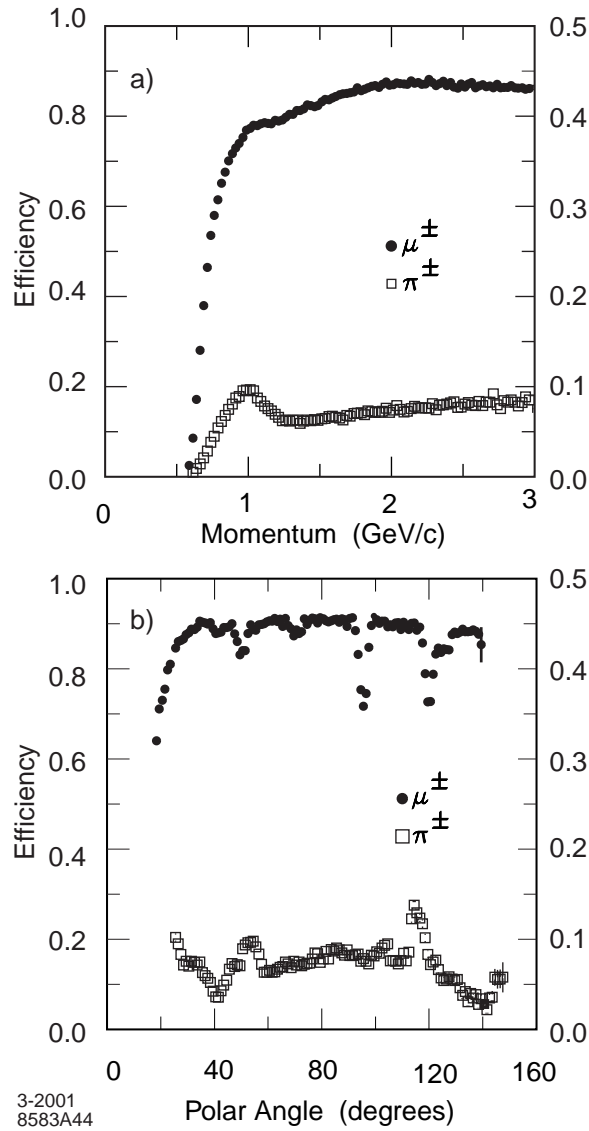 1.0 0.5
a)
0.8 0.4
0.6 0.3
Efficiency
μ±
π±
0.4 0.2
0.2 0.1
0.0 0.0
0 1 2 3
Momentum (GeV/c)
1.0 0.5
b)
0.8 0.4
0.6 0.3
Efficiency
μ±
π±
0.4 0.2
0.2 0.1
0.0 0.0
0 40 80 120 160
3-2001
8583A44
Polar Angle (degrees)